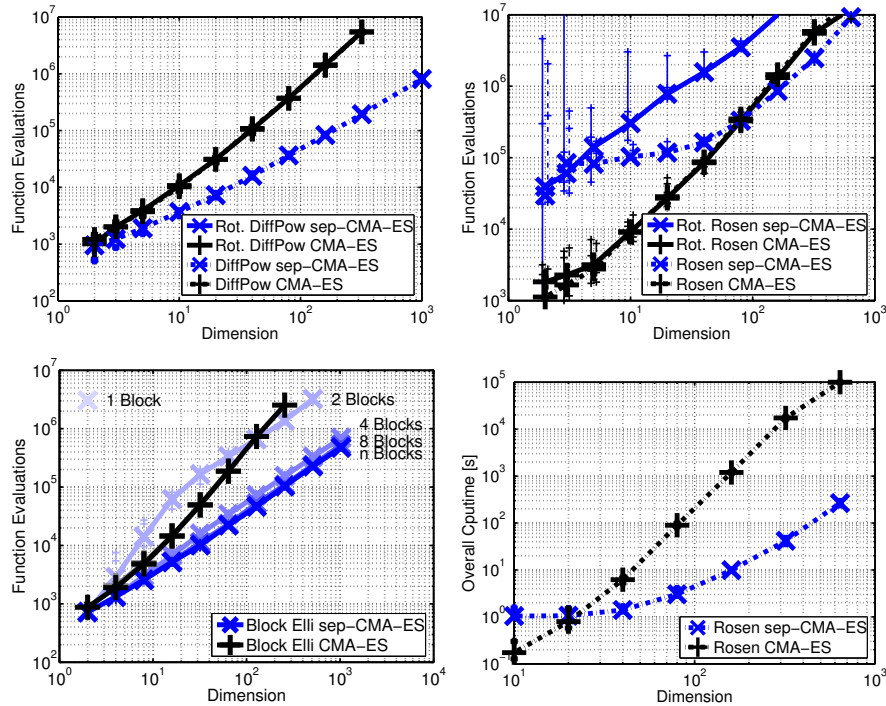 Function Evaluations
10^7
10^6
10^5
10^4
10^3
10^2
10^0
10^1
10^2
10^3
Dimension
Rot. DiffPow sep−CMA−ES
Rot. DiffPow CMA−ES
DiffPow sep−CMA−ES
DiffPow CMA−ES
Function Evaluations
10^7
10^6
10^5
10^4
10^3
10^0
10^1
10^2
10^3
Dimension
Rot. Rosen sep−CMA−ES
Rot. Rosen CMA−ES
Rosen sep−CMA−ES
Rosen CMA−ES
Function Evaluations
10^7
10^6
10^5
10^4
10^3
10^2
10^0
10^1
10^2
10^3
10^4
Dimension
1 Block
2 Blocks
4 Blocks
8 Blocks
n Blocks
Block Elli sep−CMA−ES
Block Elli CMA−ES
Overall Cputime [s]
10^5
10^4
10^3
10^2
10^1
10^0
10^−1
10^1
10^2
10^3
Dimension
Rosen sep−CMA−ES
Rosen CMA−ES